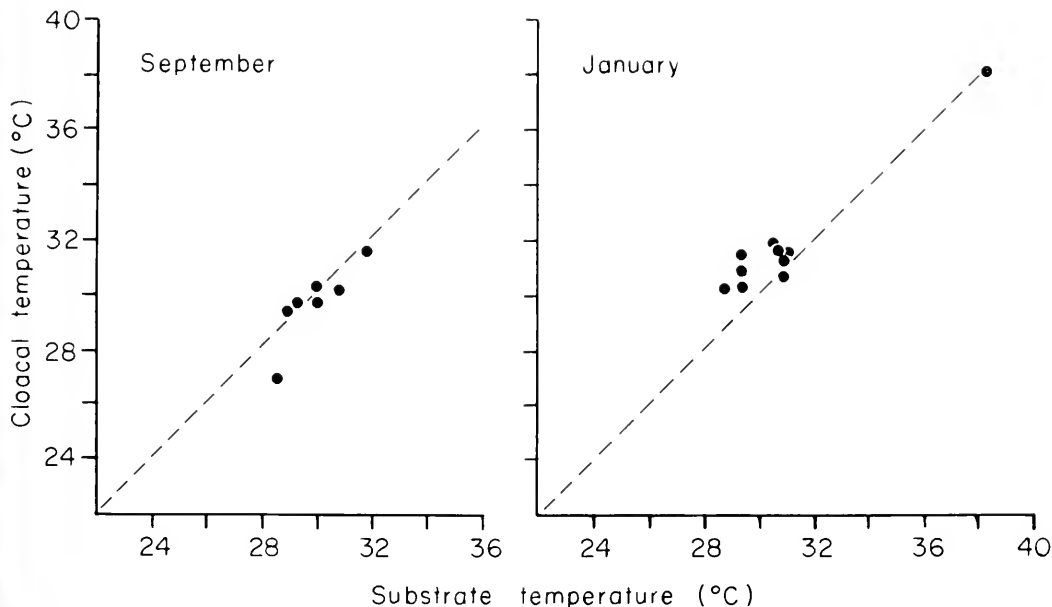 September
January
Cloacal temperature (°C)
40
36
32
28
24
24 28 32 36
24 28 32 36 40
Substrate temperature (°C)